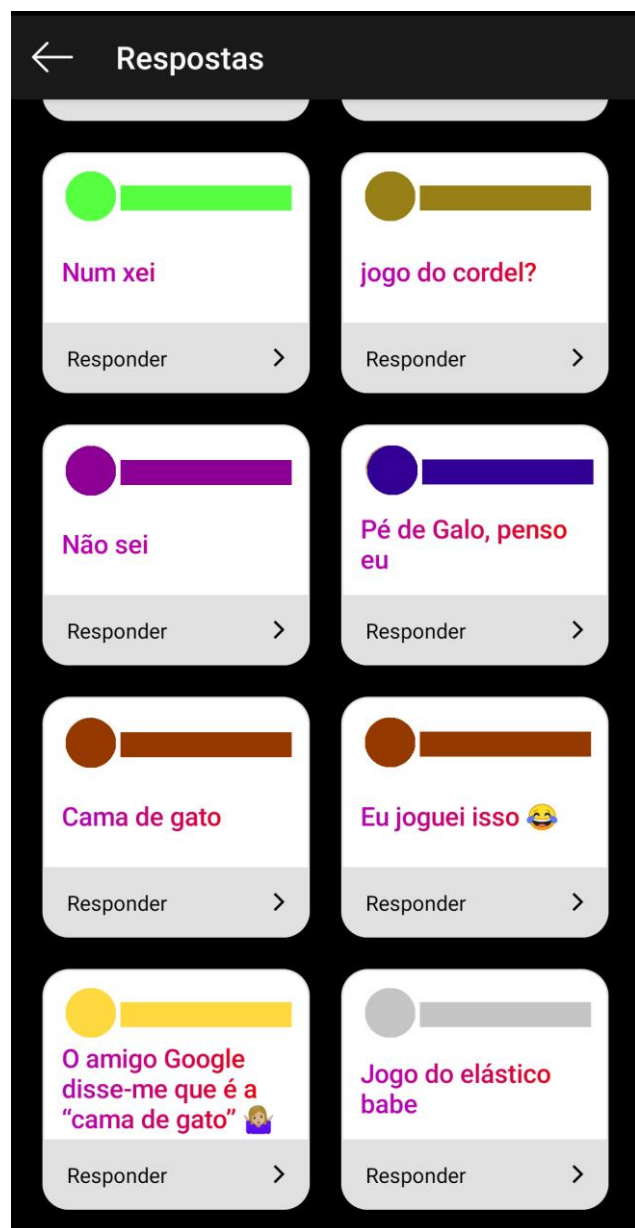 Respostas
Num xei
jogo do cordel?
Responder
Responder
Não sei
Pé de Galo, penso
eu
Responder
Responder
Cama de gato
Eu joguei isso 😂
Responder
Responder
O amigo Google
disse-me que é a
“cama de gato” 🤷🏼‍♀️
Jogo do elástico
babe
Responder
Responder